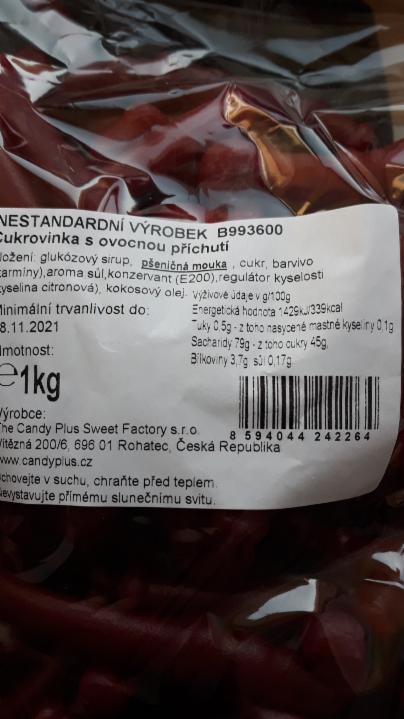 NESTANDARDNÍ VÝROBEK B993600
Cukrovinka s ovocnou příchutí
ložení: glukózový sirup, pšeničná mouka , cukr, barvivo
karmíny),aroma sůl,konzervant (E200),regulátor kyselosti
kyselina citronová), kokosový olej.
Výživové údaje v g/100g
Energetická hodnota 1429kJ/339kcal
Tuky 0,5g - z toho nasycené mastné kyseliny 0,1g
Sacharidy 79g - z toho cukry 45g,
Bílkoviny 3,7g, sůl 0,17g
Minimální trvanlivost do:
8.11.2021
Hmotnost:
e1kg
Výrobce:
The Candy Plus Sweet Factory s.r.o.
Vítězná 200/6, 696 01 Rohatec, Česká Republika
www.candyplus.cz
Uchovejte v suchu, chraňte před teplem.
Nevystavujte přímému slunečnímu svitu.
8 594044 242264